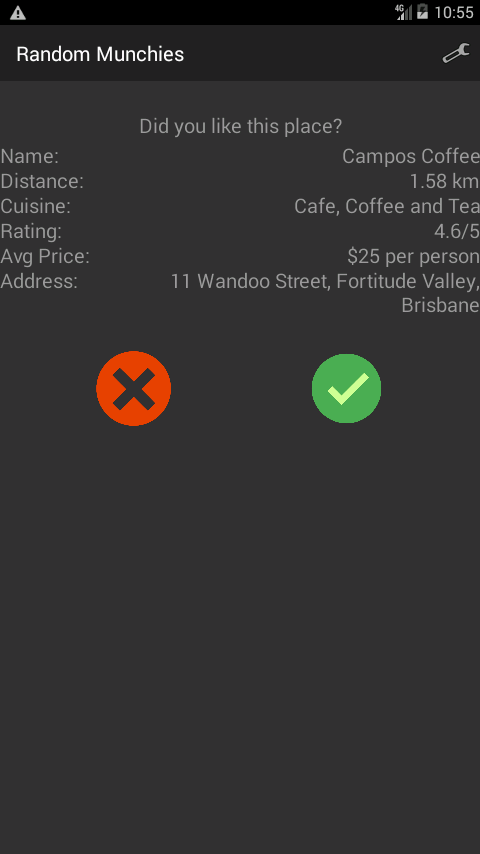 4G 10:55
Random Munchies
Did you like this place?
Name: Campos Coffee
Distance: 1.58 km
Cuisine: Cafe, Coffee and Tea
Rating: 4.6/5
Avg Price: $25 per person
Address: 11 Wandoo Street, Fortitude Valley,
Brisbane